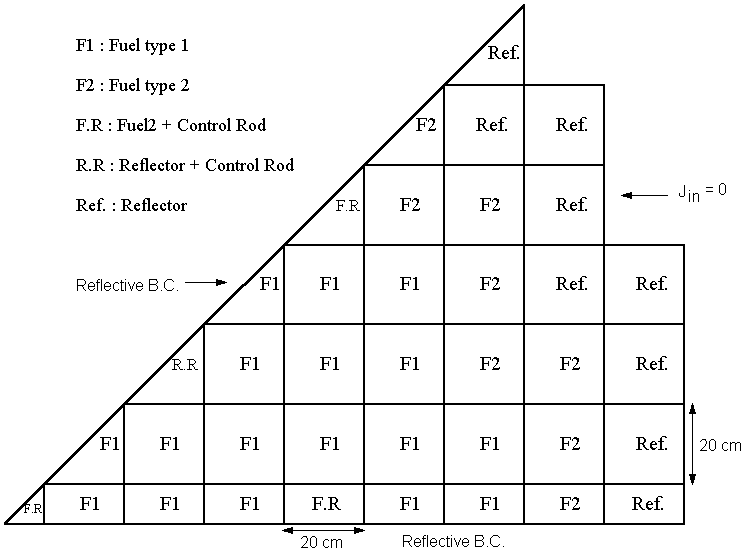 F1 : Fuel type 1
F2 : Fuel type 2
F.R : Fuel2 + Control Rod
R.R : Reflector + Control Rod
Ref. : Reflector
Ref.
F2 Ref. Ref.
F.R F2 F2 Ref.
Jin = 0
Reflective B.C.
F1 F1 F1 F2 Ref. Ref.
R.R F1 F1 F1 F2 F2 Ref.
F1 F1 F1 F1 F1 F1 F2 Ref.
20 cm
F.R F1 F1 F1 F.R F1 F1 F2 Ref.
20 cm
Reflective B.C.